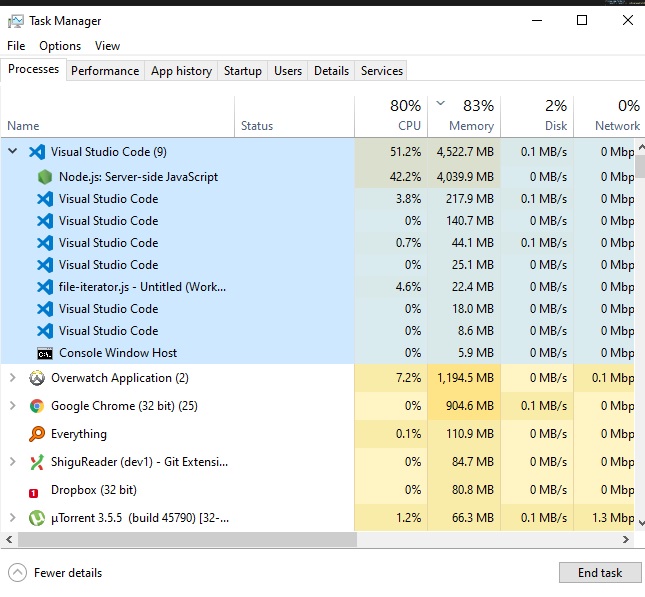 Task Manager
File Options View
Processes Performance App history Startup Users Details Services
80% 83% 2% 0%
Name Status CPU Memory Disk Network
Visual Studio Code (9) 51.2% 4,522.7 MB 0.1 MB/s 0 Mbp
Node.js: Server-side JavaScript 42.2% 4,039.9 MB 0 MB/s 0 Mbp
Visual Studio Code 3.8% 217.9 MB 0.1 MB/s 0 Mbp
Visual Studio Code 0% 140.7 MB 0 MB/s 0 Mbp
Visual Studio Code 0.7% 44.1 MB 0.1 MB/s 0 Mbp
Visual Studio Code 0% 25.1 MB 0 MB/s 0 Mbp
file-iterator.js - Untitled (Work... 4.6% 22.4 MB 0 MB/s 0 Mbp
Visual Studio Code 0% 18.0 MB 0 MB/s 0 Mbp
Visual Studio Code 0% 8.6 MB 0 MB/s 0 Mbp
C:\. Console Window Host 0% 5.9 MB 0 MB/s 0 Mbp
Overwatch Application (2) 7.2% 1,194.5 MB 0 MB/s 0.1 Mbp
Google Chrome (32 bit) (25) 0% 904.6 MB 0.1 MB/s 0 Mbp
Everything 0.1% 110.9 MB 0 MB/s 0 Mbp
ShiguReader (dev1) - Git Extensi... 0% 84.7 MB 0 MB/s 0 Mbp
1 Dropbox (32 bit) 0% 80.8 MB 0 MB/s 0 Mbp
µTorrent 3.5.5 (build 45790) [32-... 1.2% 66.3 MB 0 MB/s 1.3 Mbp
Fewer details End task